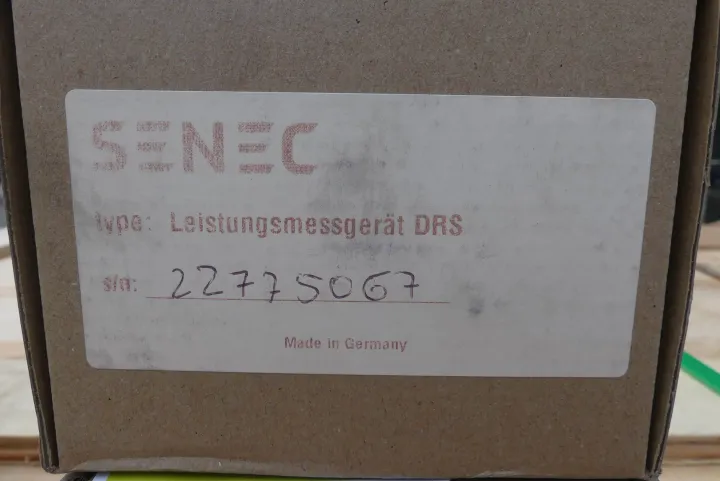 SENEC
type: Leistungsmessgerät DRS
s/n: 22775067
Made in Germany